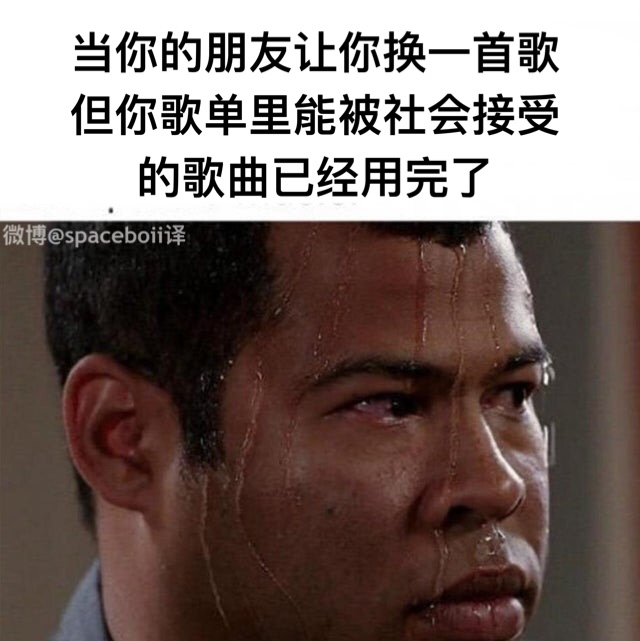 当你的朋友让你换一首歌
但你歌单里能被社会接受
的歌曲已经用完了
微博@spaceboii译